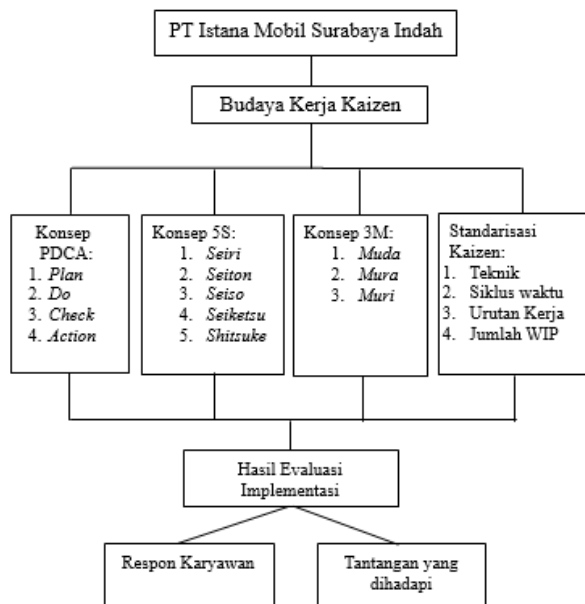 PT Istana Mobil Surabaya Indah
Budaya Kerja Kaizen
Konsep
PDCA:
1. Plan
2. Do
3. Check
4. Action
Konsep 5S:
1. Seiri
2. Seiton
3. Seiso
4. Seiketsu
5. Shitsuke
Konsep 3M:
1. Muda
2. Mura
3. Muri
Standarisasi
Kaizen:
1. Teknik
2. Siklus waktu
3. Urutan Kerja
4. Jumlah WIP
Hasil Evaluasi
Implementasi
Respon Karyawan
Tantangan yang
dihadapi